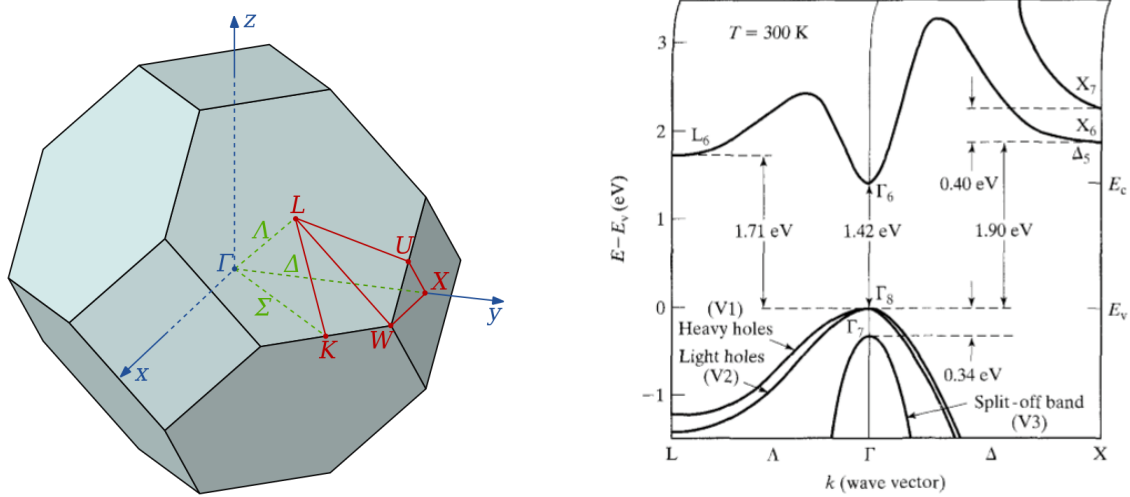 z
L
Λ
U
Γ
Δ
X
Σ
y
W
K
x
T = 300 K
E−Eᵥ (eV)
3
2
1
0
−1
L₆
X₇
X₆
Δ₅
0.40 eV
Γ₆
E꜀
1.71 eV
1.42 eV
1.90 eV
Γ₈
Eᵥ
(V1)
Heavy holes
Γ₇
Light holes
(V2)
0.34 eV
Split-off band
(V3)
L
Λ
Γ
Δ
X
k (wave vector)